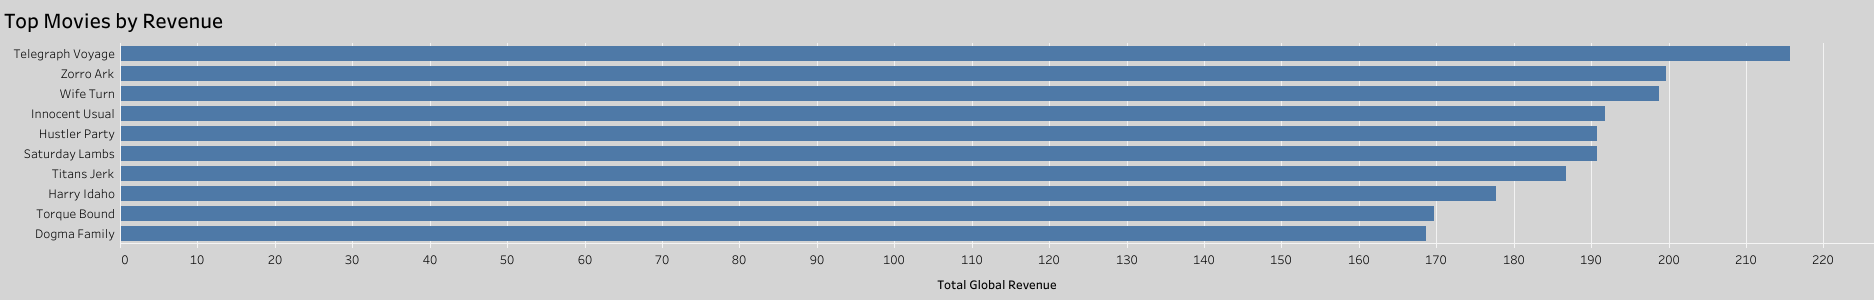 Top Movies by Revenue
Telegraph Voyage
Zorro Ark
Wife Turn
Innocent Usual
Hustler Party
Saturday Lambs
Titans Jerk
Harry Idaho
Torque Bound
Dogma Family
0 10 20 30 40 50 60 70 80 90 100 110 120 130 140 150 160 170 180 190 200 210 220
Total Global Revenue